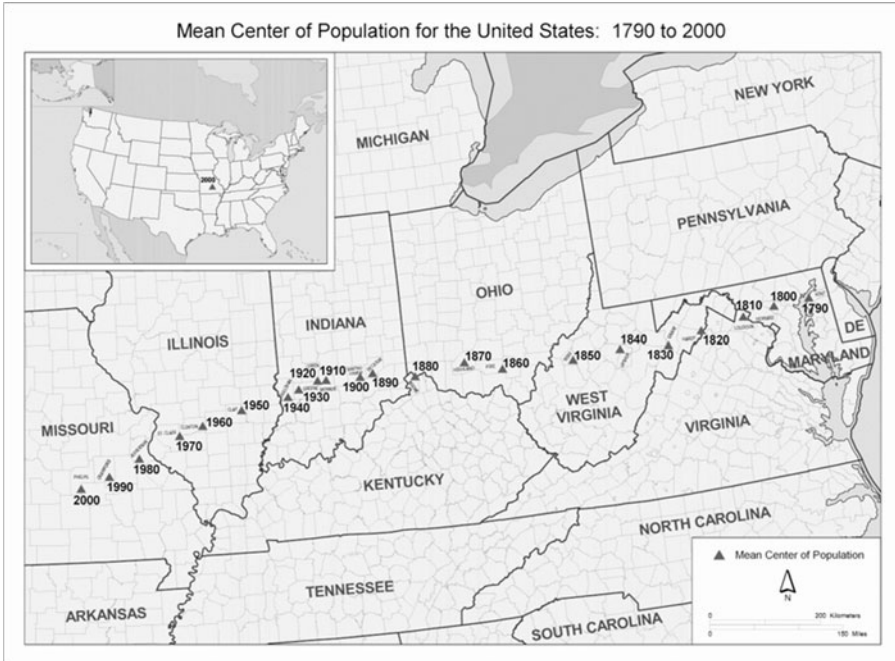 Mean Center of Population for the United States: 1790 to 2000
2000
NEW YORK
MICHIGAN
PENNSYLVANIA
OHIO
INDIANA
ILLINOIS
MISSOURI
DE
MARYLAND
WEST
VIRGINIA
VIRGINIA
KENTUCKY
NORTH CAROLINA
TENNESSEE
ARKANSAS
SOUTH CAROLINA
1790
1800
1810
1820
1830
1840
1850
1860
1870
1880
1890
1900
1910
1920
1930
1940
1950
1960
1970
1980
1990
2000
Mean Center of Population
N
0 200 Kilometers
0 150 Miles